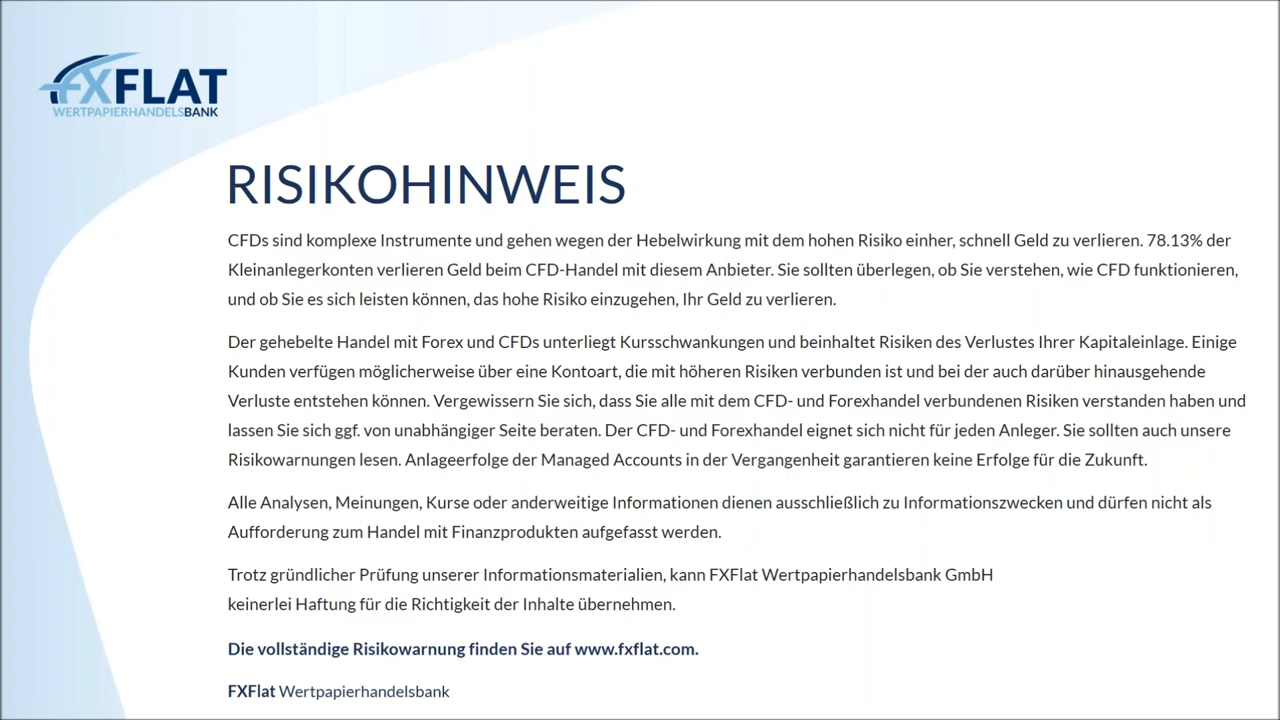 FXFLAT
WERTPAPIERHANDELSBANK
RISIKOHINWEIS
CFDs sind komplexe Instrumente und gehen wegen der Hebelwirkung mit dem hohen Risiko einher, schnell Geld zu verlieren. 78.13% der
Kleinanlegerkonten verlieren Geld beim CFD-Handel mit diesem Anbieter. Sie sollten überlegen, ob Sie verstehen, wie CFD funktionieren,
und ob Sie es sich leisten können, das hohe Risiko einzugehen, Ihr Geld zu verlieren.
Der gehebelte Handel mit Forex und CFDs unterliegt Kursschwankungen und beinhaltet Risiken des Verlustes Ihrer Kapitaleinlage. Einige
Kunden verfügen möglicherweise über eine Kontoart, die mit höheren Risiken verbunden ist und bei der auch darüber hinausgehende
Verluste entstehen können. Vergewissern Sie sich, dass Sie alle mit dem CFD- und Forexhandel verbundenen Risiken verstanden haben und
lassen Sie sich ggf. von unabhängiger Seite beraten. Der CFD- und Forexhandel eignet sich nicht für jeden Anleger. Sie sollten auch unsere
Risikowarnungen lesen. Anlageerfolge der Managed Accounts in der Vergangenheit garantieren keine Erfolge für die Zukunft.
Alle Analysen, Meinungen, Kurse oder anderweitige Informationen dienen ausschließlich zu Informationszwecken und dürfen nicht als
Aufforderung zum Handel mit Finanzprodukten aufgefasst werden.
Trotz gründlicher Prüfung unserer Informationsmaterialien, kann FXFlat Wertpapierhandelsbank GmbH
keinerlei Haftung für die Richtigkeit der Inhalte übernehmen.
Die vollständige Risikowarnung finden Sie auf www.fxflat.com.
FXFlat Wertpapierhandelsbank